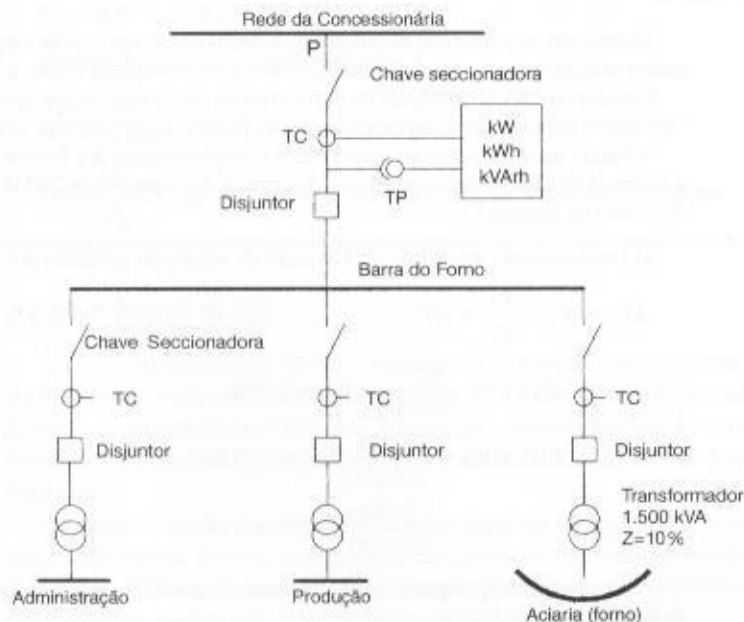 Rede da Concessionária
P
Chave seccionadora
TC
kW
kWh
kVArh
TP
Disjuntor
Barra do Forno
Chave Seccionadora
TC
TC
TC
Disjuntor
Disjuntor
Disjuntor
Transformador
1.500 kVA
Z=10%
Administração
Produção
Aciaria (forno)